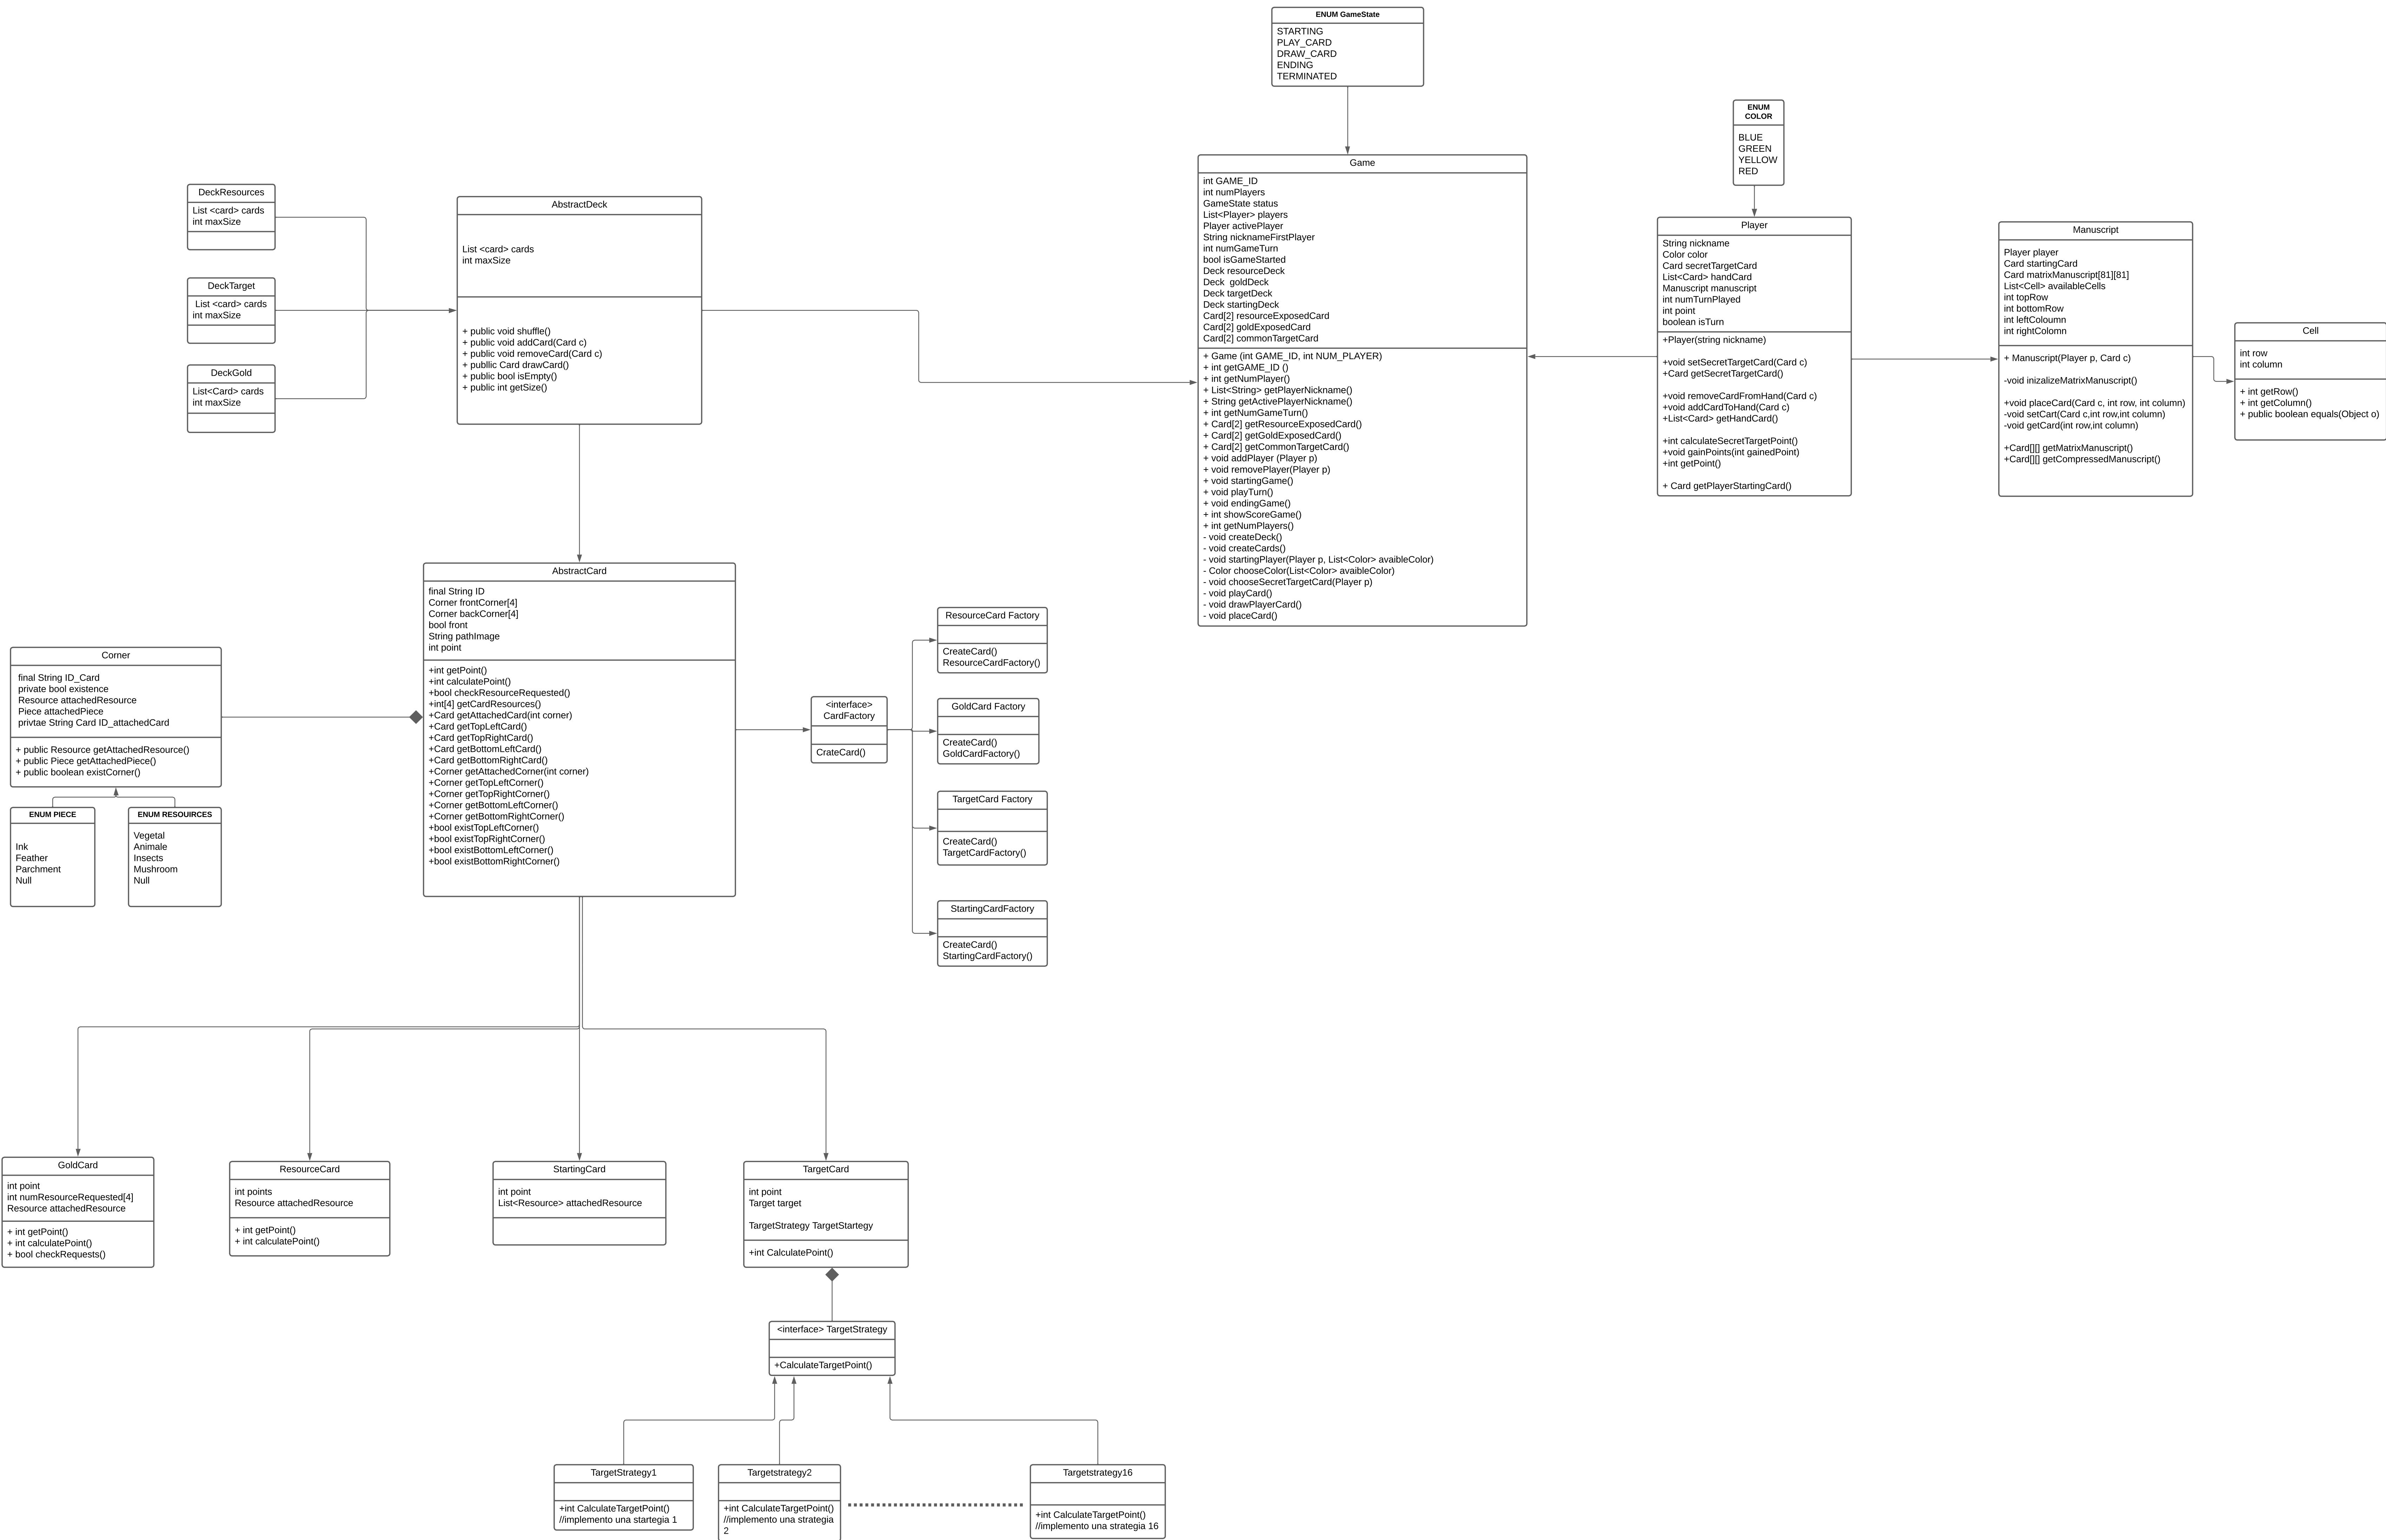 ENUM GameState
STARTING
PLAY_CARD
DRAW_CARD
ENDING
TERMINATED
ENUM
COLOR
BLUE
GREEN
YELLOW
RED
DeckResources
List <card> cards
int maxSize
DeckTarget
List <card> cards
int maxSize
DeckGold
List<Card> cards
int maxSize
AbstractDeck
List <card> cards
int maxSize
+ public void shuffle()
+ public void addCard(Card c)
+ public void removeCard(Card c)
+ publlic Card drawCard()
+ public bool isEmpty()
+ public int getSize()
Game
int GAME_ID
int numPlayers
GameState status
List<Player> players
Player activePlayer
String nicknameFirstPlayer
int numGameTurn
bool isGameStarted
Deck resourceDeck
Deck  goldDeck
Deck targetDeck
Deck startingDeck
Card[2] resourceExposedCard
Card[2] goldExposedCard
Card[2] commonTargetCard
+ Game (int GAME_ID, int NUM_PLAYER)
+ int getGAME_ID ()
+ int getNumPlayer()
+ List<String> getPlayerNickname()
+ String getActivePlayerNickname()
+ int getNumGameTurn()
+ Card[2] getResourceExposedCard()
+ Card[2] getGoldExposedCard()
+ Card[2] getCommonTargetCard()
+ void addPlayer (Player p)
+ void removePlayer(Player p)
+ void startingGame()
+ void playTurn()
+ void endingGame()
+ int showScoreGame()
+ int getNumPlayers()
- void createDeck()
- void createCards()
- void startingPlayer(Player p, List<Color> avaibleColor)
- Color chooseColor(List<Color> avaibleColor)
- void chooseSecretTargetCard(Player p)
- void playCard()
- void drawPlayerCard()
- void placeCard()
Player
String nickname
Color color
Card secretTargetCard
List<Card> handCard
Manuscript manuscript
int numTurnPlayed
int point
boolean isTurn
+Player(string nickname)
+void setSecretTargetCard(Card c)
+Card getSecretTargetCard()
+void removeCardFromHand(Card c)
+void addCardToHand(Card c)
+List<Card> getHandCard()
+int calculateSecretTargetPoint()
+void gainPoints(int gainedPoint)
+int getPoint()
+ Card getPlayerStartingCard()
Manuscript
Player player
Card startingCard
Card matrixManuscript[81][81]
List<Cell> availableCells
int topRow
int bottomRow
int leftColoumn
int rightColomn
+ Manuscript(Player p, Card c)
-void inizalizeMatrixManuscript()
+void placeCard(Card c, int row, int column)
-void setCart(Card c,int row,int column)
-void getCard(int row,int column)
+Card[][] getMatrixManuscript()
+Card[][] getCompressedManuscript()
Cell
int row
int column
+ int getRow()
+ int getColumn()
+ public boolean equals(Object o)
AbstractCard
final String ID
Corner frontCorner[4]
Corner backCorner[4]
bool front
String pathImage
int point
+int getPoint()
+int calculatePoint()
+bool checkResourceRequested()
+int[4] getCardResources()
+Card getAttachedCard(int corner)
+Card getTopLeftCard()
+Card getTopRightCard()
+Card getBottomLeftCard()
+Card getBottomRightCard()
+Corner getAttachedCorner(int corner)
+Corner getTopLeftCorner()
+Corner getTopRightCorner()
+Corner getBottomLeftCorner()
+Corner getBottomRightCorner()
+bool existTopLeftCorner()
+bool existTopRightCorner()
+bool existBottomLeftCorner()
+bool existBottomRightCorner()
Corner
final String ID_Card
private bool existence
Resource attachedResource
Piece attachedPiece
privtae String Card ID_attachedCard
+ public Resource getAttachedResource()
+ public Piece getAttachedPiece()
+ public boolean existCorner()
ENUM PIECE
Ink
Feather
Parchment
Null
ENUM RESOUIRCES
Vegetal
Animale
Insects
Mushroom
Null
<interface>
CardFactory
CrateCard()
ResourceCard Factory
CreateCard()
ResourceCardFactory()
GoldCard Factory
CreateCard()
GoldCardFactory()
TargetCard Factory
CreateCard()
TargetCardFactory()
StartingCardFactory
CreateCard()
StartingCardFactory()
GoldCard
int point
int numResourceRequested[4]
Resource attachedResource
+ int getPoint()
+ int calculatePoint()
+ bool checkRequests()
ResourceCard
int points
Resource attachedResource
+ int getPoint()
+ int calculatePoint()
StartingCard
int point
List<Resource> attachedResource
TargetCard
int point
Target target
TargetStrategy TargetStartegy
+int CalculatePoint()
<interface> TargetStrategy
+CalculateTargetPoint()
TargetStrategy1
+int CalculateTargetPoint()
//implemento una startegia 1
Targetstrategy2
+int CalculateTargetPoint()
//implemento una strategia
2
Targetstrategy16
+int CalculateTargetPoint()
//implemento una strategia 16